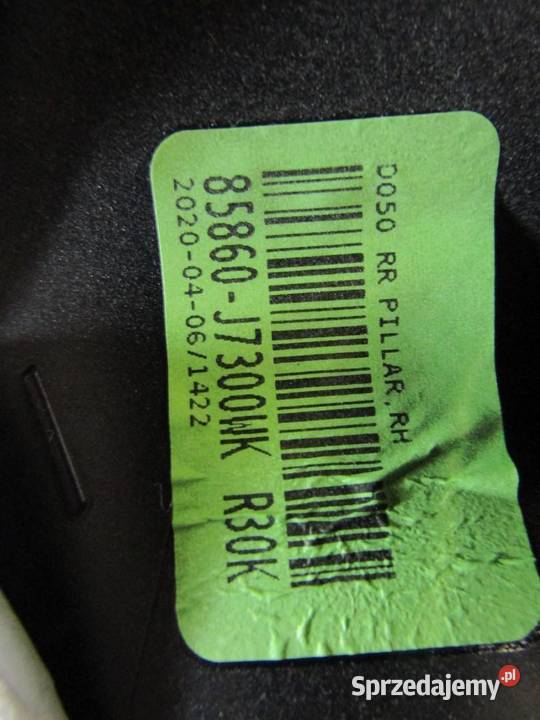 D050 RR PILLAR,RH
85860-J7300WK R30K
2020-04-06/1422
Sprzedajemy.pl